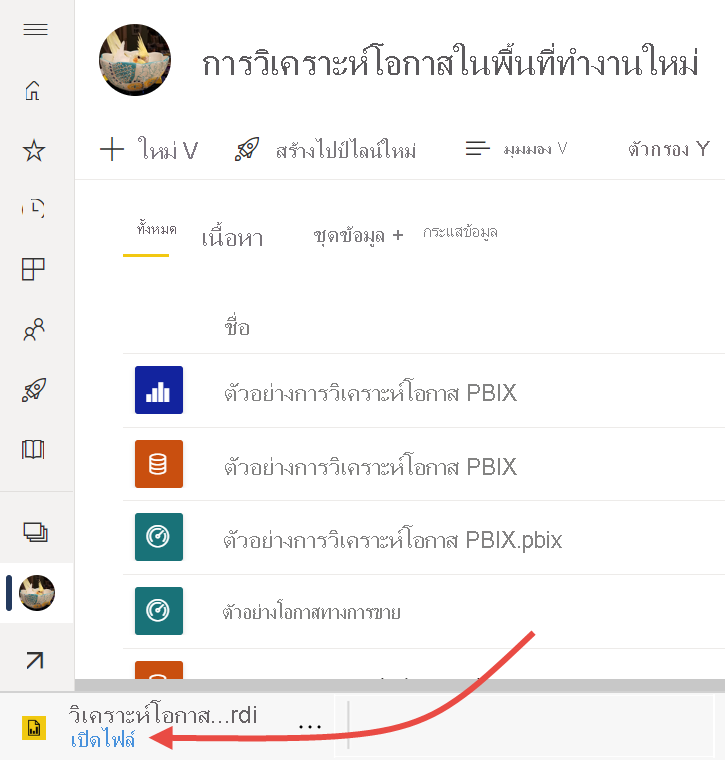 การวิเคราะห์โอกาสในพื้นที่ทำงานใหม่
ใหม่ V สร้างไปป์ไลน์ใหม่ มุมมอง V ตัวกรอง Y
ทั้งหมด เนื้อหา ชุดข้อมูล + กระแสข้อมูล
ชื่อ
ตัวอย่างการวิเคราะห์โอกาส PBIX
ตัวอย่างการวิเคราะห์โอกาส PBIX
ตัวอย่างการวิเคราะห์โอกาส PBIX.pbix
ตัวอย่างโอกาสทางการขาย
วิเคราะห์โอกาส...rdi
เปิดไฟล์